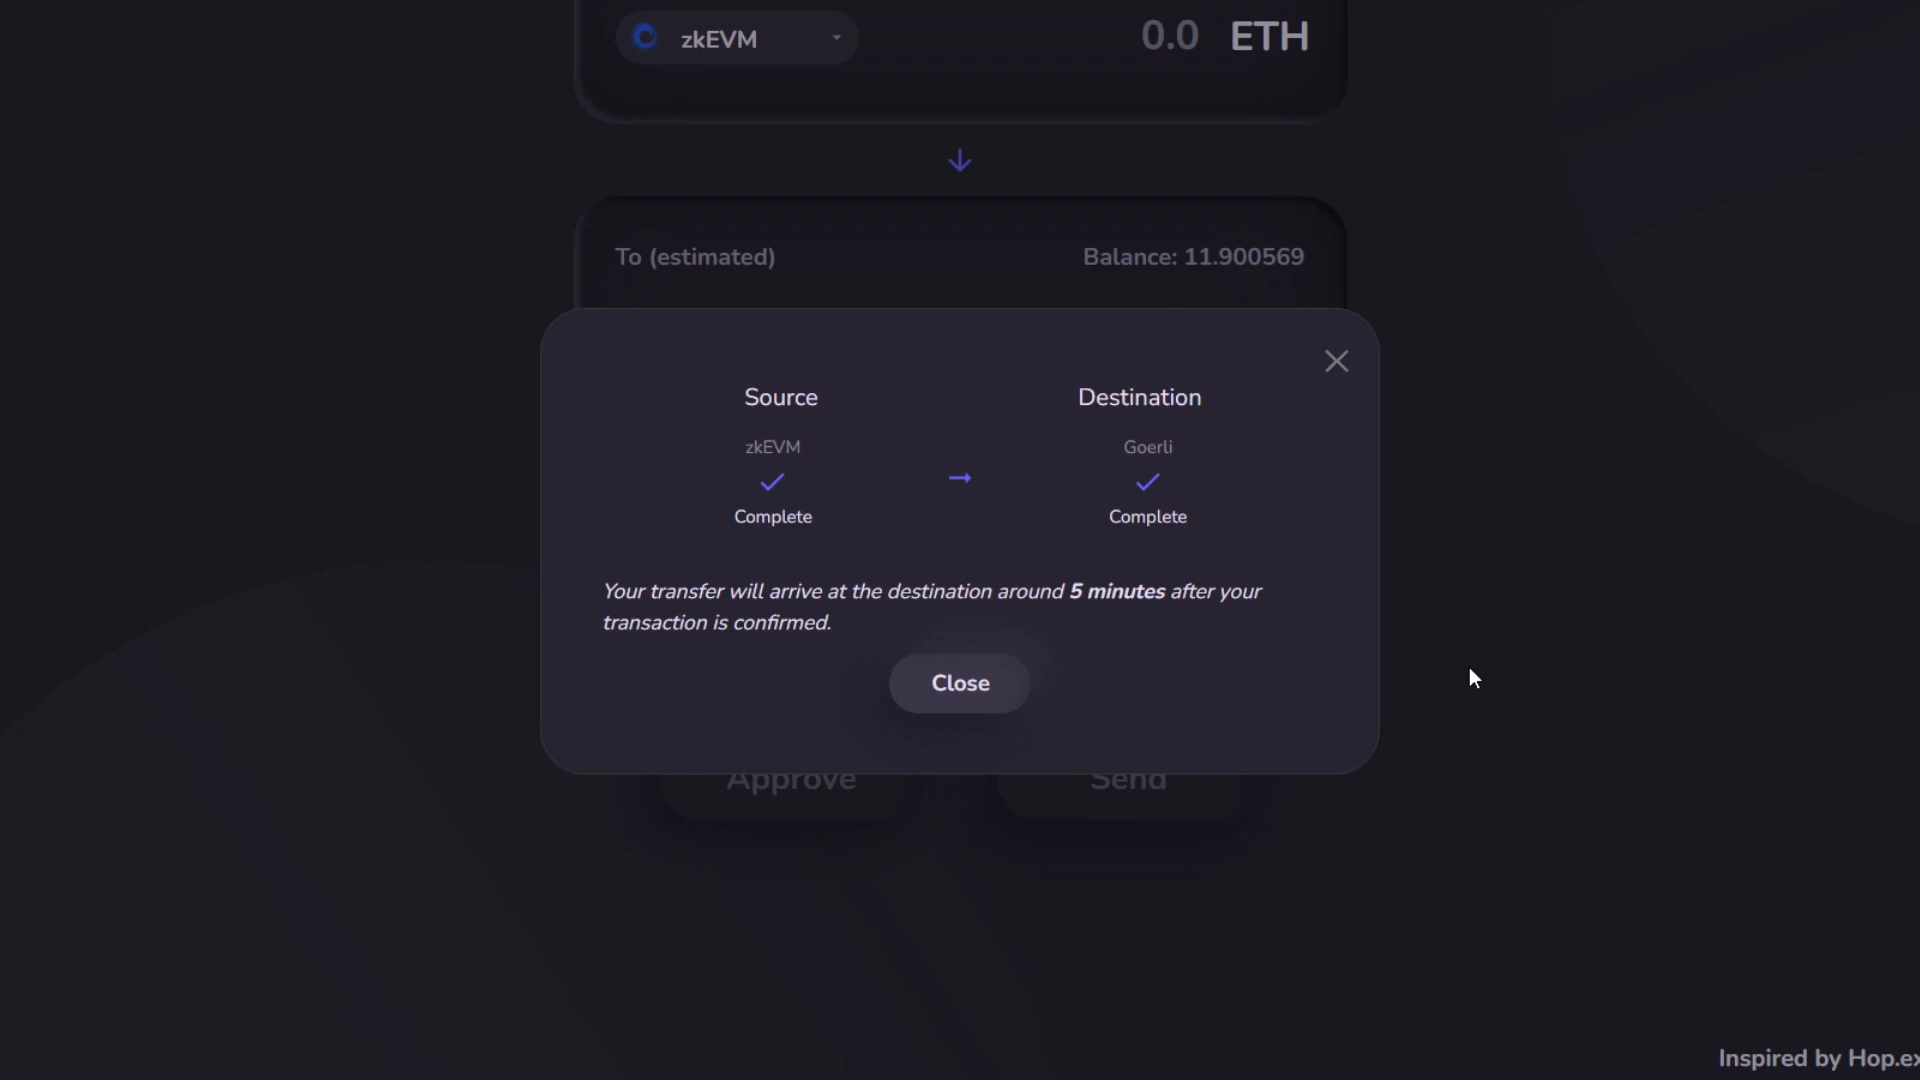 zkEVM 0.0 ETH
To (estimated) Balance: 11.900569
Source Destination
zkEVM Goerli
Complete Complete
Your transfer will arrive at the destination around 5 minutes after your
transaction is confirmed.
Close
Approve Send
Inspired by Hop.ex